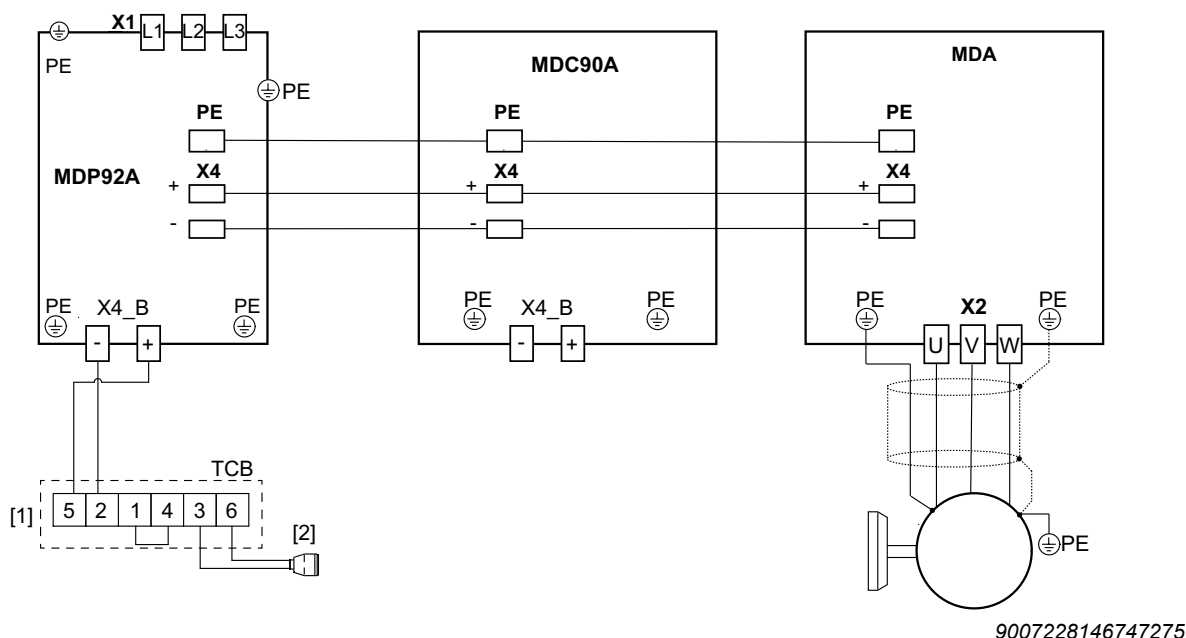 X1 L1 L2 L3
PE
PE
MDP92A
PE
X4
+
-
PE X4_B PE
- +
MDC90A
PE
X4
+
-
PE X4_B PE
- +
MDA
PE
X4
+
-
PE X2 PE
U V W
TCB
[1] 5 2 1 4 3 6
[2]
PE
9007228146747275